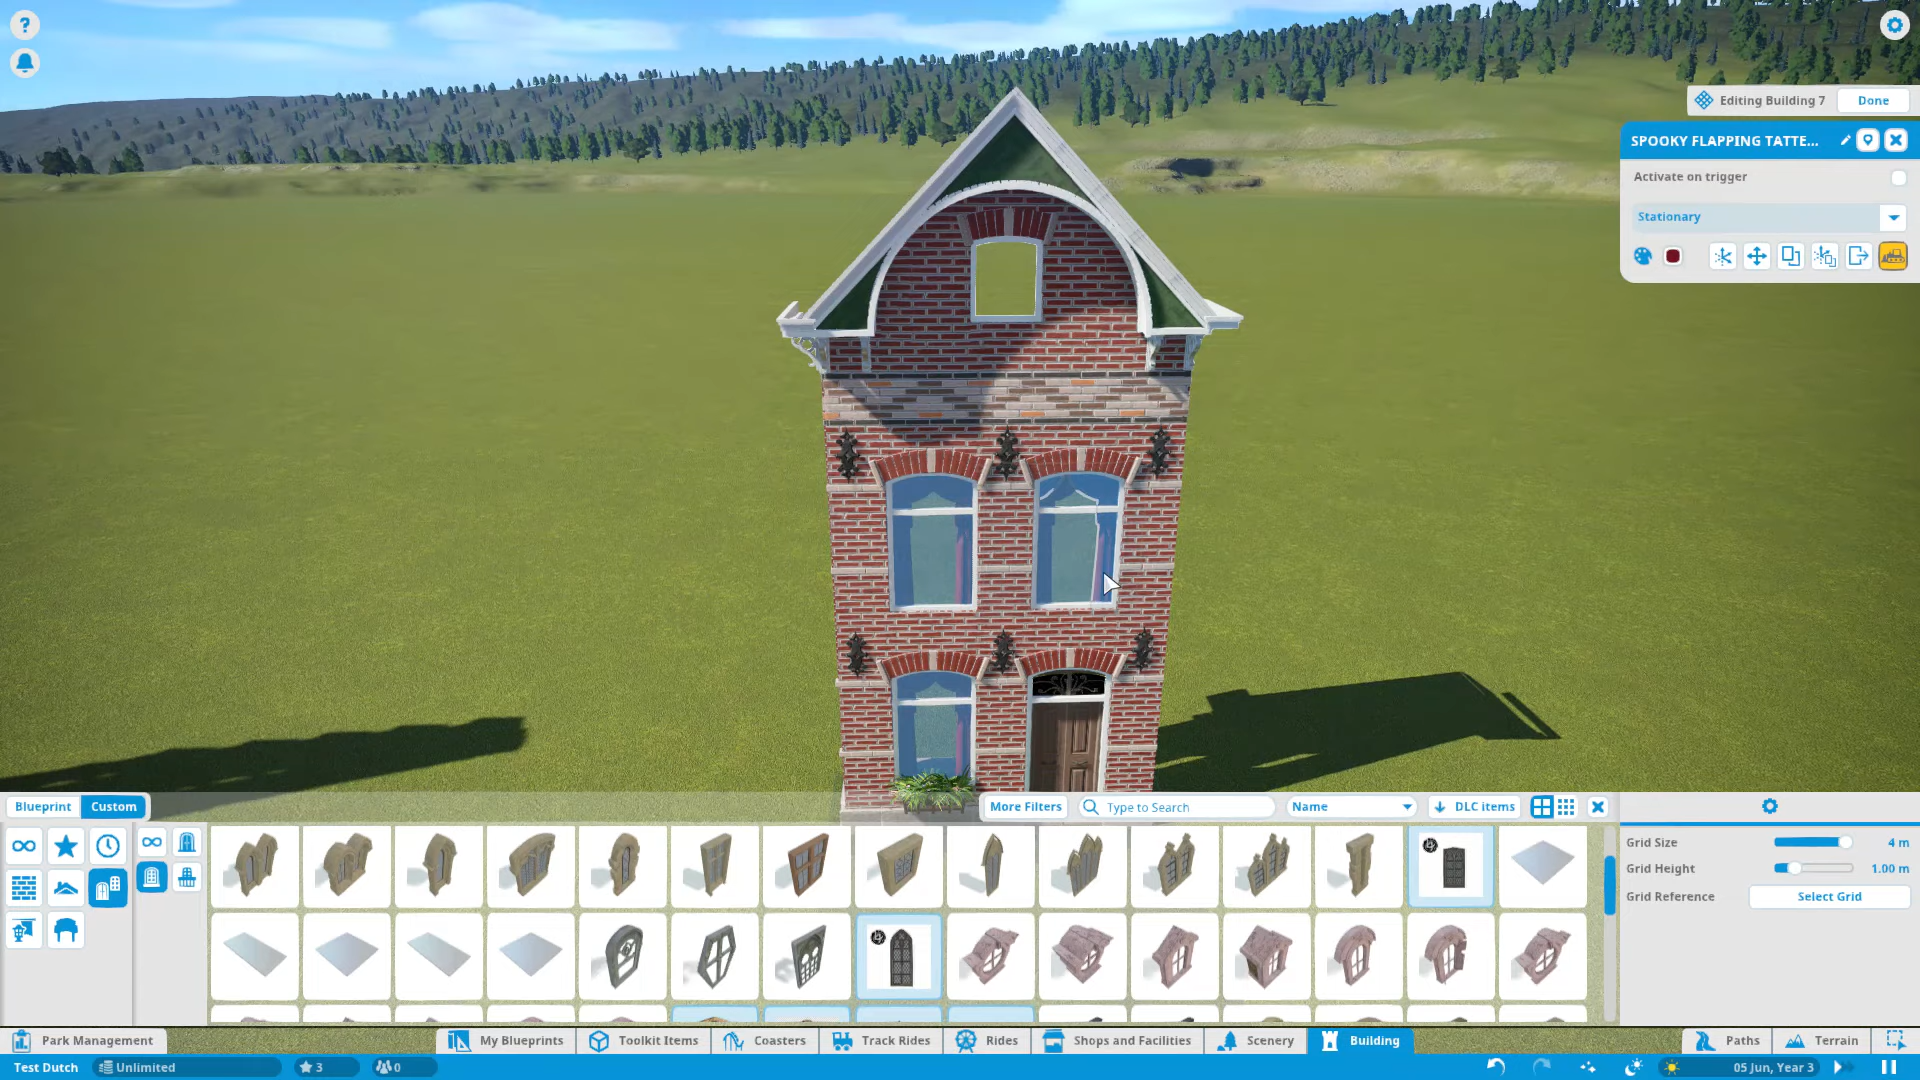 ?
Editing Building 7
Done
SPOOKY FLAPPING TATTE...
Activate on trigger
Stationary
Blueprint
Custom
More Filters
Type to Search
Name
DLC items
Grid Size
4 m
Grid Height
1.00 m
Grid Reference
Select Grid
Park Management
My Blueprints
Toolkit Items
Coasters
Track Rides
Rides
Shops and Facilities
Scenery
Building
Paths
Terrain
Test Dutch
Unlimited
3
0
05 Jun, Year 3